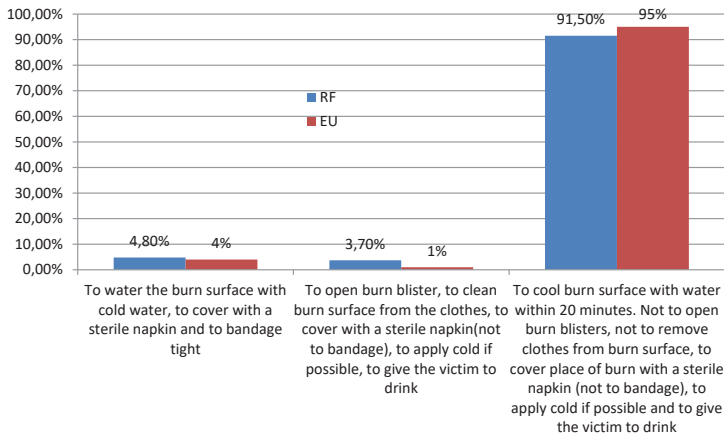 91,50%
95%
100,00%
90,00%
80,00%
70,00%
60,00%
50,00%
40,00%
30,00%
20,00%
10,00%
0,00%
RF
EU
4,80%
4%
3,70%
1%
To water the burn surface with
cold water, to cover with a
sterile napkin and to bandage
tight
To open burn blister, to clean
burn surface from the clothes, to
cover with a sterile napkin(not
to bandage), to apply cold if
possible, to give the victim to
drink
To cool burn surface with water
within 20 minutes. Not to open
burn blisters, not to remove
clothes from burn surface, to
cover place of burn with a sterile
napkin (not to bandage), to
apply cold if possible and to give
the victim to drink